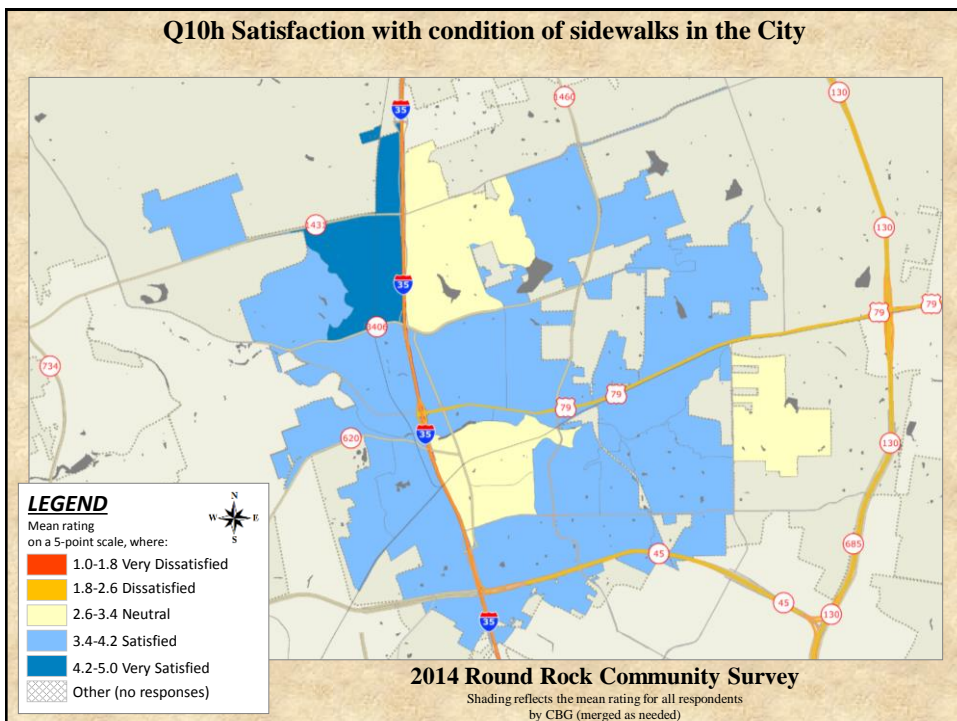 Q10h Satisfaction with condition of sidewalks in the City
35
1460
130
1431
130
35
79
79
3406
734
79
79
35
620
130
45
685
45
130
35
LEGEND
Mean rating
on a 5-point scale, where:
N
W E
S
1.0-1.8 Very Dissatisfied
1.8-2.6 Dissatisfied
2.6-3.4 Neutral
3.4-4.2 Satisfied
4.2-5.0 Very Satisfied
Other (no responses)
2014 Round Rock Community Survey
Shading reflects the mean rating for all respondents
by CBG (merged as needed)